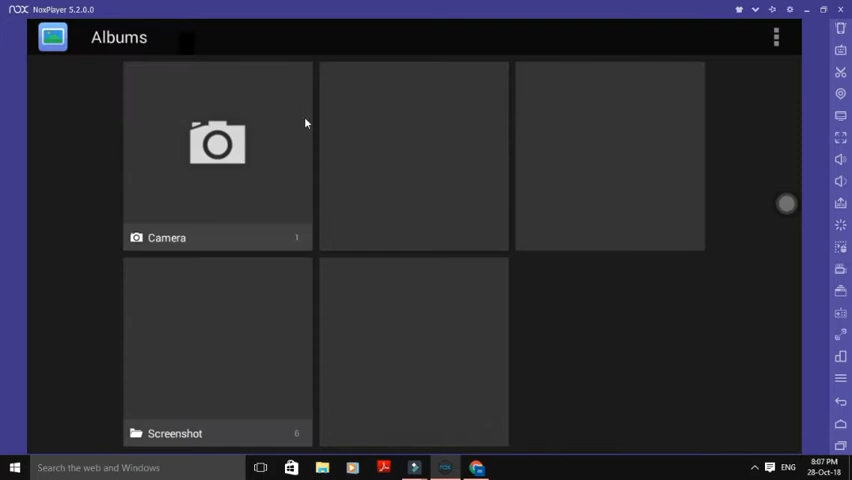 nox NoxPlayer 5.2.0.0
Albums
Camera 1
Screenshot 6
Search the web and Windows
ENG
8:07 PM
28-Oct-18